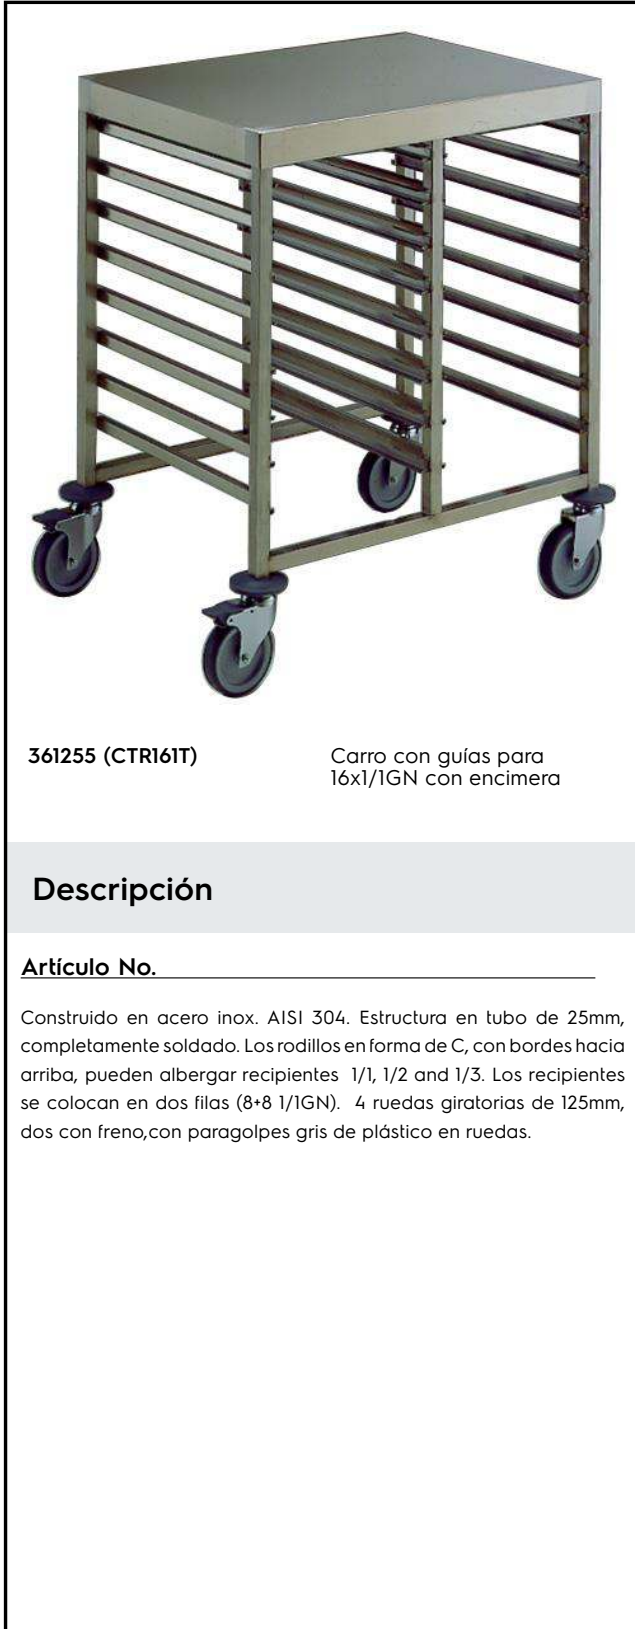 361255 (CTR161T)
Carro con guías para
16x1/1GN con encimera
Descripción
Artículo No.
Construido en acero inox. AISI 304. Estructura en tubo de 25mm,
completamente soldado. Los rodillos en forma de C, con bordes hacia
arriba, pueden albergar recipientes  1/1, 1/2 and 1/3. Los recipientes
se colocan en dos filas (8+8 1/1GN).  4 ruedas giratorias de 125mm,
dos con freno,con paragolpes gris de plástico en ruedas.